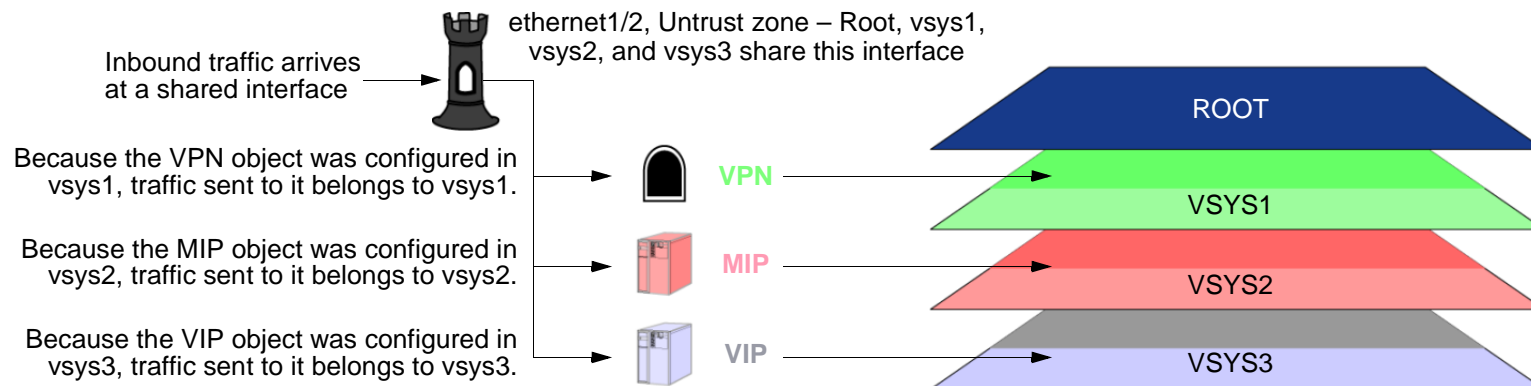 ethernet1/2, Untrust zone – Root, vsys1,
vsys2, and vsys3 share this interface
Inbound traffic arrives
at a shared interface
ROOT
Because the VPN object was configured in
vsys1, traffic sent to it belongs to vsys1.
VPN
VSYS1
Because the MIP object was configured in
vsys2, traffic sent to it belongs to vsys2.
MIP
VSYS2
Because the VIP object was configured in
vsys3, traffic sent to it belongs to vsys3.
VIP
VSYS3